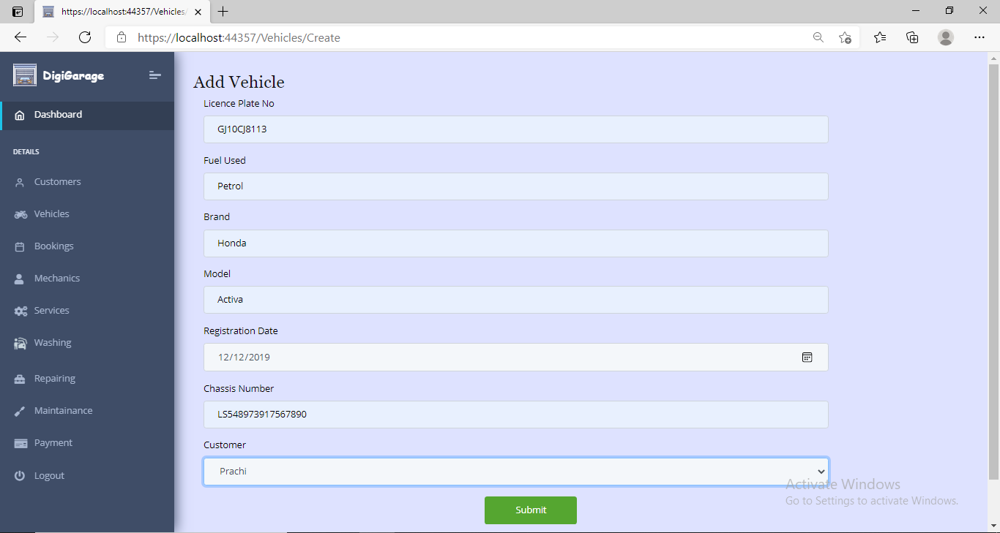 https://localhost:44357/Vehicles/
https://localhost:44357/Vehicles/Create
DigiGarage
Dashboard
DETAILS
Customers
Vehicles
Bookings
Mechanics
Services
Washing
Repairing
Maintainance
Payment
Logout
Add Vehicle
Licence Plate No
GJ10CJ8113
Fuel Used
Petrol
Brand
Honda
Model
Activa
Registration Date
12/12/2019
Chassis Number
LS548973917567890
Customer
Prachi
Submit
Activate Windows
Go to Settings to activate Windows.